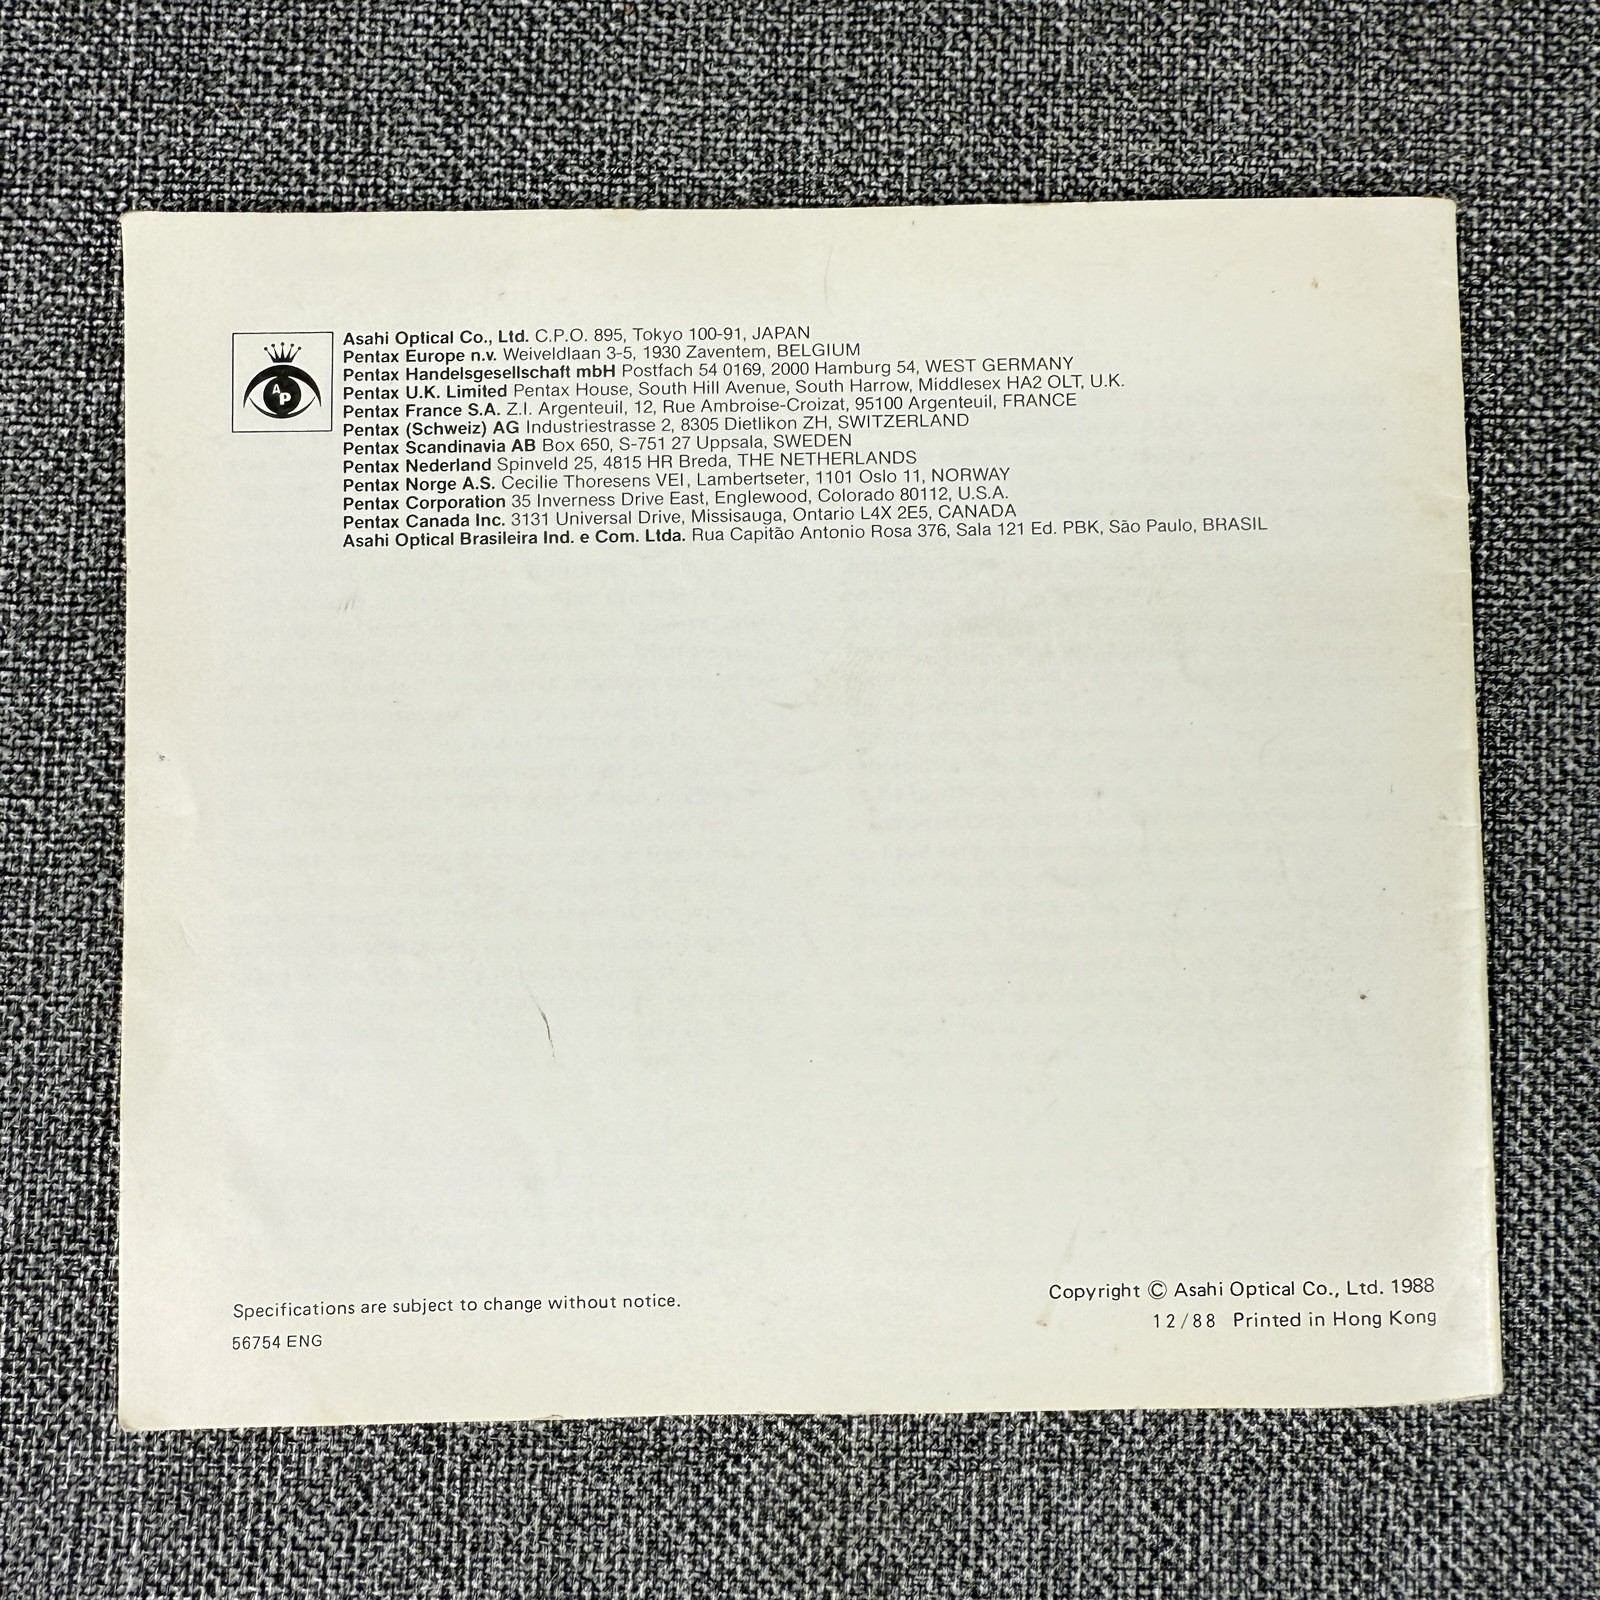 AP
Asahi Optical Co., Ltd. C.P.O. 895, Tokyo 100-91, JAPAN
Pentax Europe n.v. Weiveldlaan 3-5, 1930 Zaventem, BELGIUM
Pentax Handelsgesellschaft mbH Postfach 54 0169, 2000 Hamburg 54, WEST GERMANY
Pentax U.K. Limited Pentax House, South Hill Avenue, South Harrow, Middlesex HA2 OLT, U.K.
Pentax France S.A. Z.I. Argenteuil, 12, Rue Ambroise-Croizat, 95100 Argenteuil, FRANCE
Pentax (Schweiz) AG Industriestrasse 2, 8305 Dietlikon ZH, SWITZERLAND
Pentax Scandinavia AB Box 650, S-751 27 Uppsala, SWEDEN
Pentax Nederland Spinveld 25, 4815 HR Breda, THE NETHERLANDS
Pentax Norge A.S. Cecilie Thoresens VEI, Lambertseter, 1101 Oslo 11, NORWAY
Pentax Corporation 35 Inverness Drive East, Englewood, Colorado 80112, U.S.A.
Pentax Canada Inc. 3131 Universal Drive, Missisauga, Ontario L4X 2E5, CANADA
Asahi Optical Brasileira Ind. e Com. Ltda. Rua Capitão Antonio Rosa 376, Sala 121 Ed. PBK, São Paulo, BRASIL
Specifications are subject to change without notice.
56754 ENG
Copyright © Asahi Optical Co., Ltd. 1988
12/88 Printed in Hong Kong